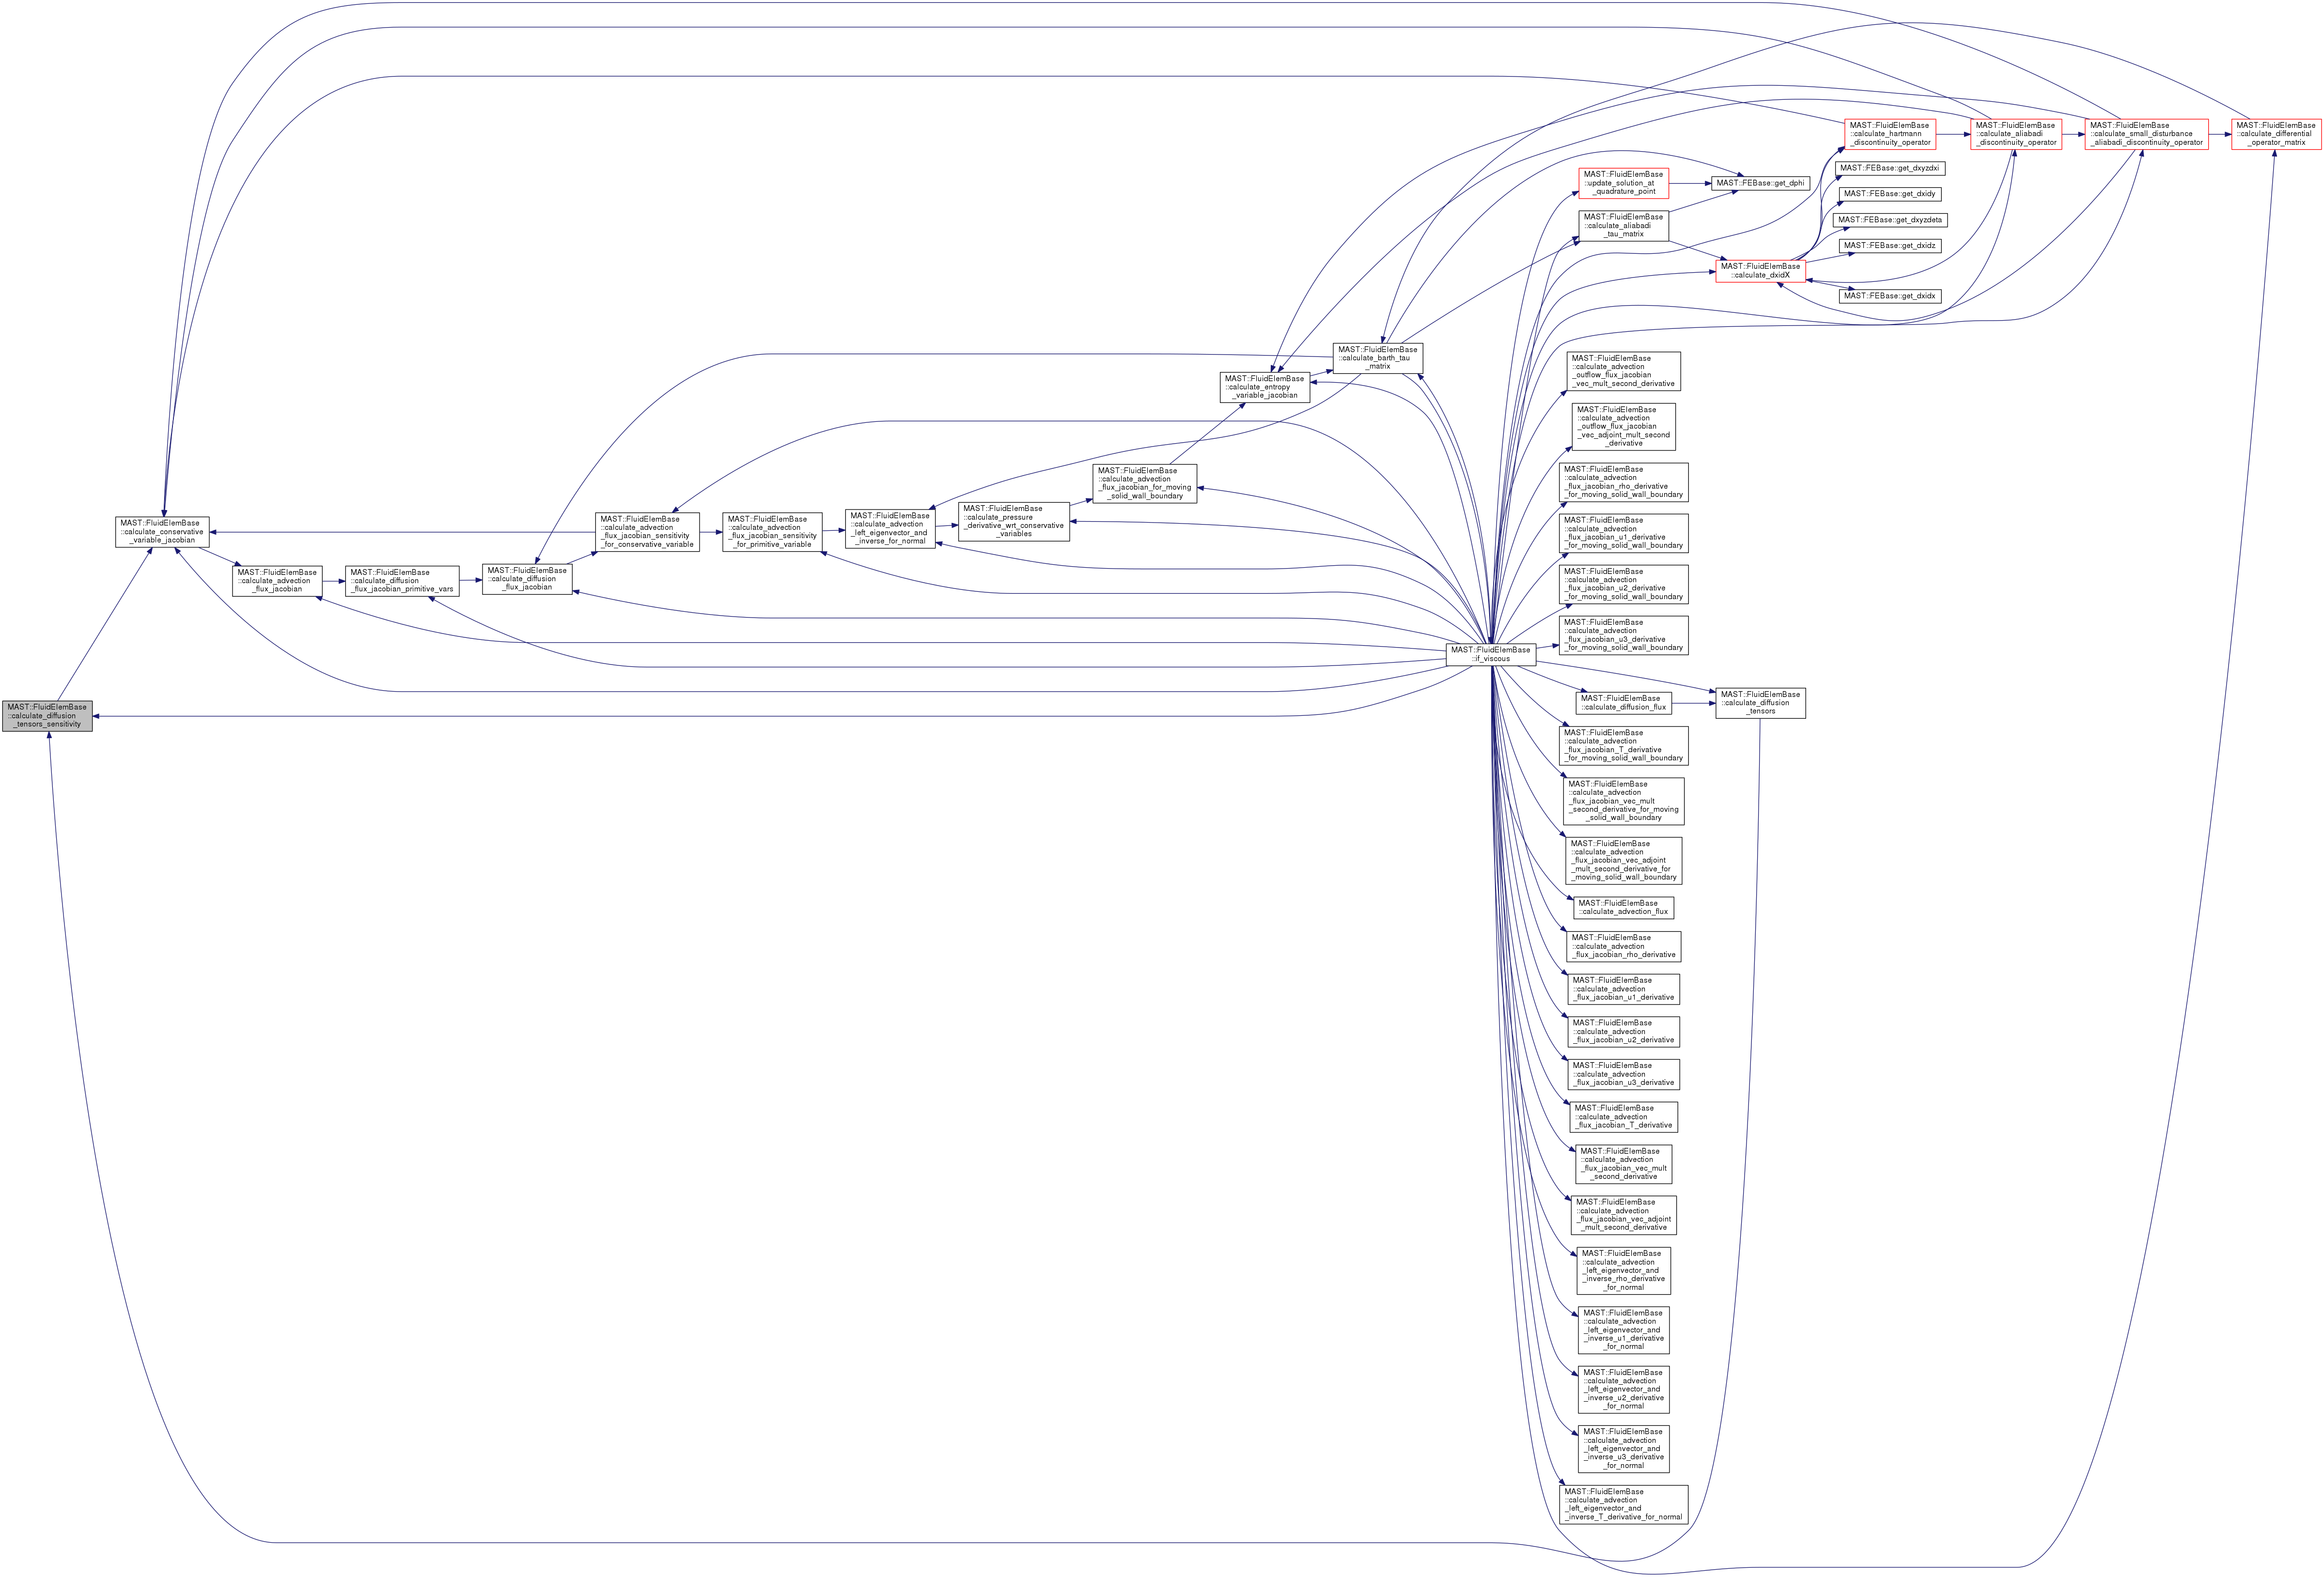 MAST::FluidElemBase
::calculate_diffusion
_tensors_sensitivity
MAST::FluidElemBase
::calculate_conservative
_variable_jacobian
MAST::FluidElemBase
::calculate_advection
_flux_jacobian
MAST::FluidElemBase
::calculate_diffusion
_flux_jacobian_primitive_vars
MAST::FluidElemBase
::calculate_diffusion
_flux_jacobian
MAST::FluidElemBase
::calculate_advection
_flux_jacobian_sensitivity
_for_conservative_variable
MAST::FluidElemBase
::calculate_advection
_flux_jacobian_sensitivity
_for_primitive_variable
MAST::FluidElemBase
::calculate_advection
_left_eigenvector_and
_inverse_for_normal
MAST::FluidElemBase
::calculate_pressure
_derivative_wrt_conservative
_variables
MAST::FluidElemBase
::calculate_advection
_flux_jacobian_for_moving
_solid_wall_boundary
MAST::FluidElemBase
::calculate_entropy
_variable_jacobian
MAST::FluidElemBase
::calculate_barth_tau
_matrix
MAST::FluidElemBase
::if_viscous
MAST::FluidElemBase
::update_solution_at
_quadrature_point
MAST::FluidElemBase
::calculate_aliabadi
_tau_matrix
MAST::FEBase::get_dphi
MAST::FluidElemBase
::calculate_dxidX
MAST::FluidElemBase
::calculate_hartmann
_discontinuity_operator
MAST::FEBase::get_dxyzdxi
MAST::FEBase::get_dxidy
MAST::FEBase::get_dxyzdeta
MAST::FEBase::get_dxidz
MAST::FEBase::get_dxidx
MAST::FluidElemBase
::calculate_aliabadi
_discontinuity_operator
MAST::FluidElemBase
::calculate_small_disturbance
_aliabadi_discontinuity_operator
MAST::FluidElemBase
::calculate_differential
_operator_matrix
MAST::FluidElemBase
::calculate_advection
_outflow_flux_jacobian
_vec_mult_second_derivative
MAST::FluidElemBase
::calculate_advection
_outflow_flux_jacobian
_vec_adjoint_mult_second
_derivative
MAST::FluidElemBase
::calculate_advection
_flux_jacobian_rho_derivative
_for_moving_solid_wall_boundary
MAST::FluidElemBase
::calculate_advection
_flux_jacobian_u1_derivative
_for_moving_solid_wall_boundary
MAST::FluidElemBase
::calculate_advection
_flux_jacobian_u2_derivative
_for_moving_solid_wall_boundary
MAST::FluidElemBase
::calculate_advection
_flux_jacobian_u3_derivative
_for_moving_solid_wall_boundary
MAST::FluidElemBase
::calculate_diffusion_flux
MAST::FluidElemBase
::calculate_diffusion
_tensors
MAST::FluidElemBase
::calculate_advection
_flux_jacobian_T_derivative
_for_moving_solid_wall_boundary
MAST::FluidElemBase
::calculate_advection
_flux_jacobian_vec_mult
_second_derivative_for_moving
_solid_wall_boundary
MAST::FluidElemBase
::calculate_advection
_flux_jacobian_vec_adjoint
_mult_second_derivative_for
_moving_solid_wall_boundary
MAST::FluidElemBase
::calculate_advection_flux
MAST::FluidElemBase
::calculate_advection
_flux_jacobian_rho_derivative
MAST::FluidElemBase
::calculate_advection
_flux_jacobian_u1_derivative
MAST::FluidElemBase
::calculate_advection
_flux_jacobian_u2_derivative
MAST::FluidElemBase
::calculate_advection
_flux_jacobian_u3_derivative
MAST::FluidElemBase
::calculate_advection
_flux_jacobian_T_derivative
MAST::FluidElemBase
::calculate_advection
_flux_jacobian_vec_mult
_second_derivative
MAST::FluidElemBase
::calculate_advection
_flux_jacobian_vec_adjoint
_mult_second_derivative
MAST::FluidElemBase
::calculate_advection
_left_eigenvector_and
_inverse_rho_derivative
_for_normal
MAST::FluidElemBase
::calculate_advection
_left_eigenvector_and
_inverse_u1_derivative
_for_normal
MAST::FluidElemBase
::calculate_advection
_left_eigenvector_and
_inverse_u2_derivative
_for_normal
MAST::FluidElemBase
::calculate_advection
_left_eigenvector_and
_inverse_u3_derivative
_for_normal
MAST::FluidElemBase
::calculate_advection
_left_eigenvector_and
_inverse_T_derivative_for_normal